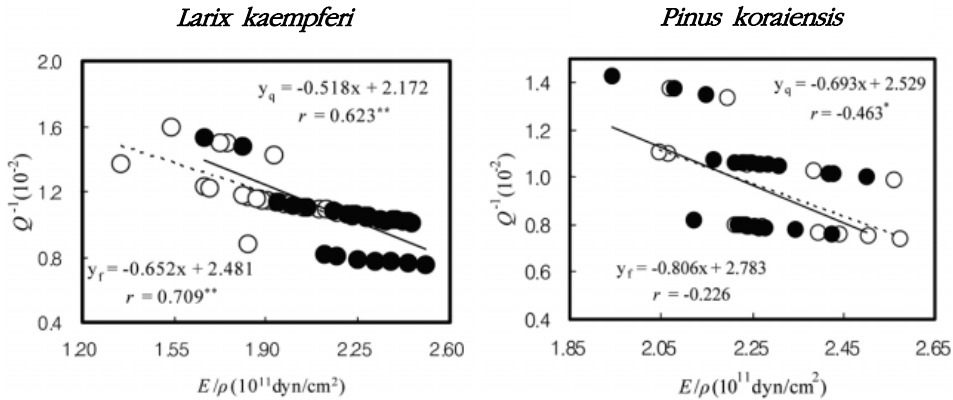 Larix kaempferi
2.0
1.6
1.2
0.8
0.4
Q⁻¹(10⁻²)
y_q = -0.518x + 2.172
r = 0.623**
y_f = -0.652x + 2.481
r = 0.709**
1.20 1.55 1.90 2.25 2.60
E/ρ (10¹¹dyn/cm²)
Pinus koraiensis
1.4
1.2
1.0
0.8
0.6
0.4
Q⁻¹(10⁻²)
y_q = -0.693x + 2.529
r = -0.463*
y_f = -0.806x + 2.783
r = -0.226
1.85 2.05 2.25 2.45 2.65
E/ρ (10¹¹dyn/cm²)